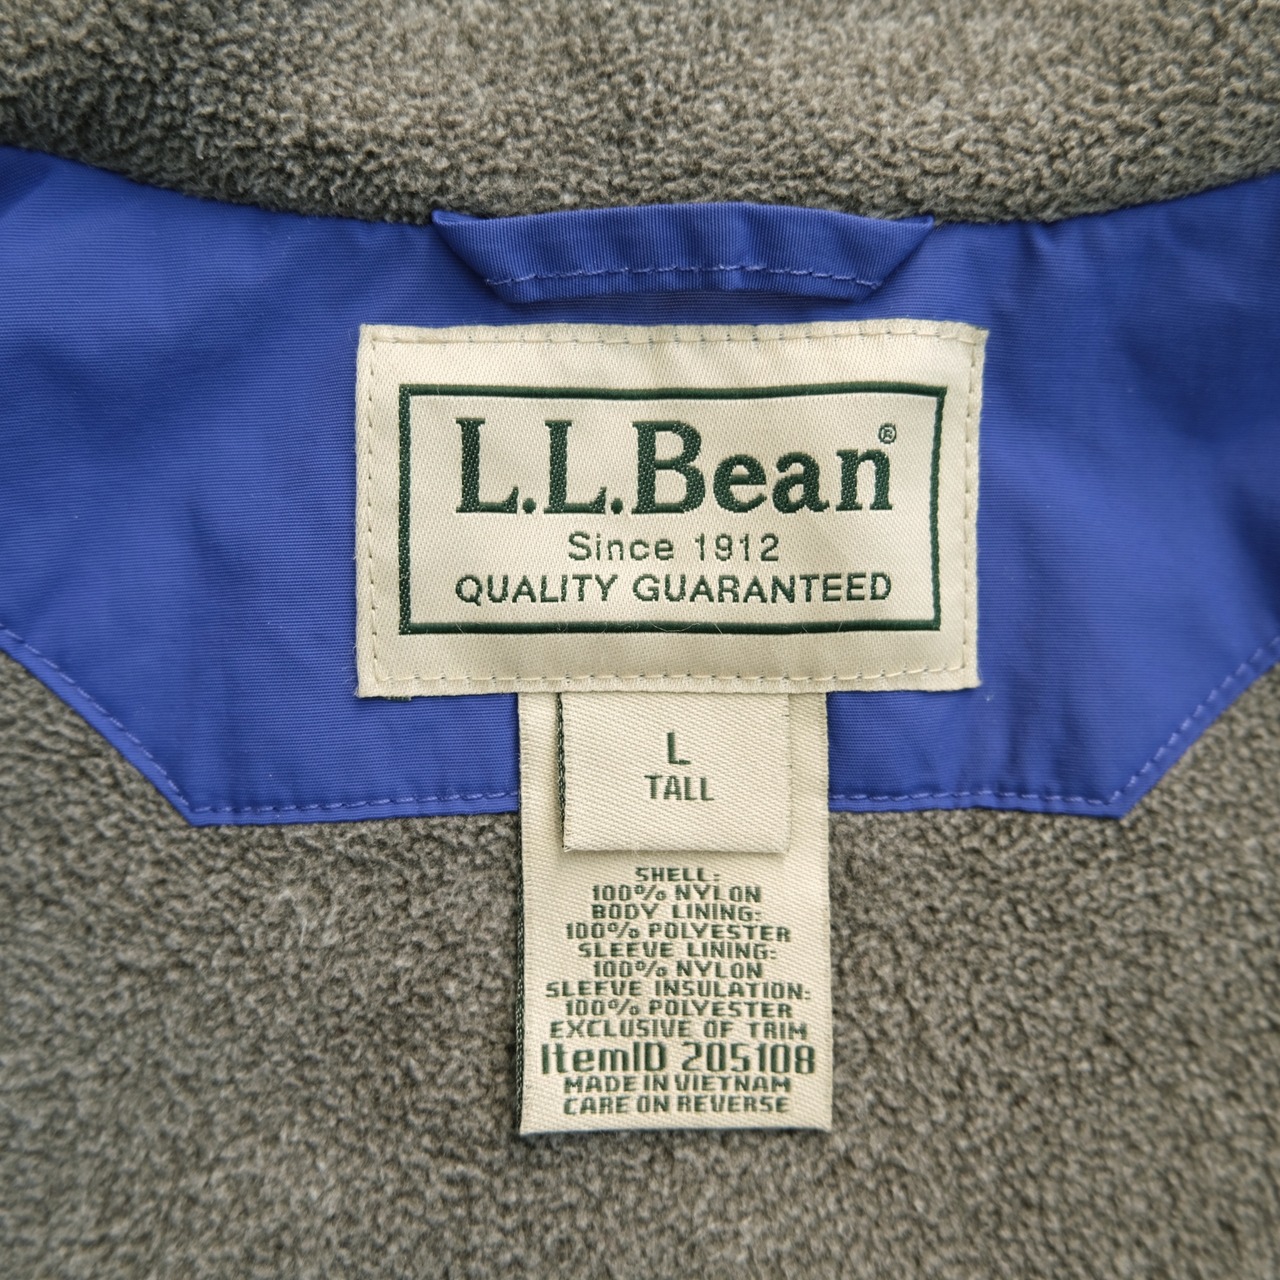 L.L.Bean®
Since 1912
QUALITY GUARANTEED
L
TALL
SHELL:
100% NYLON
BODY LINING:
100% POLYESTER
SLEEVE LINING:
100% NYLON
SLEEVE INSULATION:
100% POLYESTER
EXCLUSIVE OF TRIM
ItemID 205108
MADE IN VIETNAM
CARE ON REVERSE